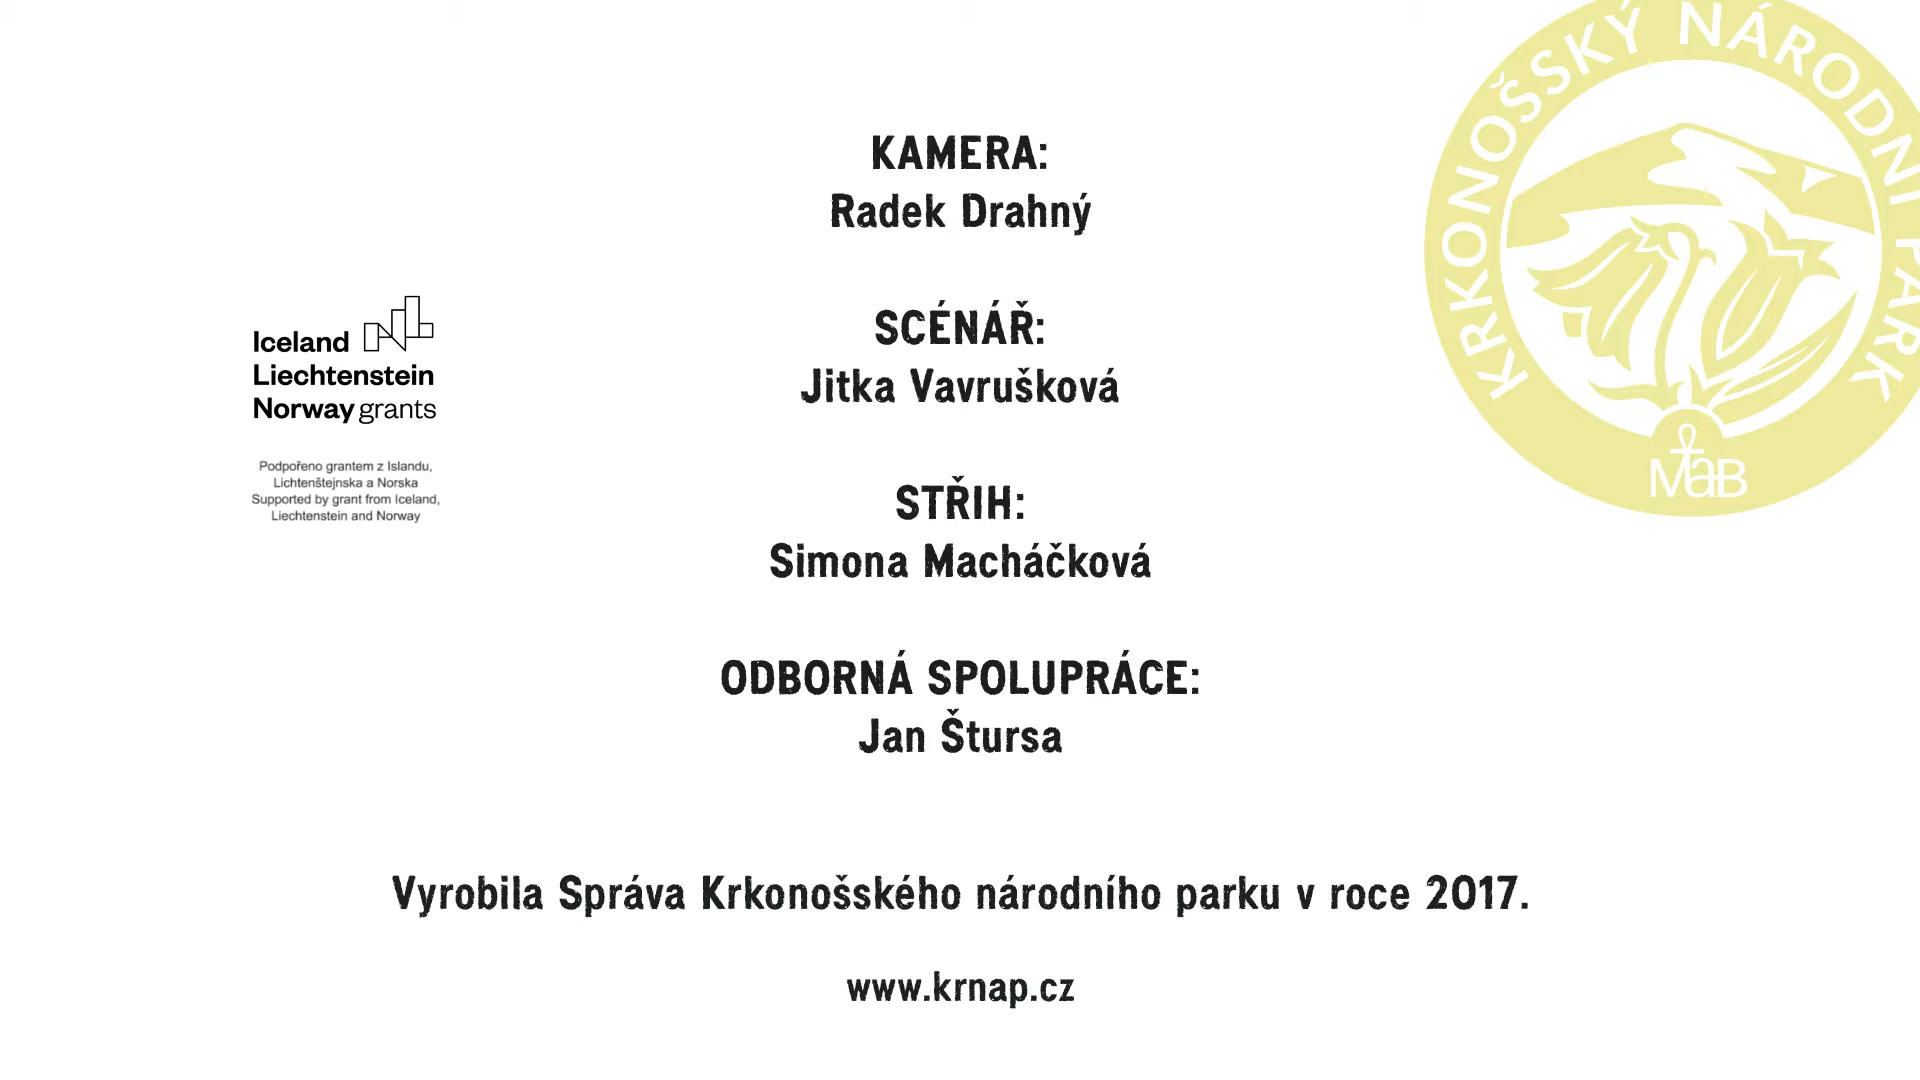 KRKONOŠSKÝ NÁRODNÍ PARK
MaB
KAMERA:
Radek Drahný
SCÉNÁŘ:
Jitka Vavrušková
STŘIH:
Simona Macháčková
ODBORNÁ SPOLUPRÁCE:
Jan Štursa
Iceland
Liechtenstein
Norway grants
Podpořeno grantem z Islandu,
Lichtenštejnska a Norska
Supported by grant from Iceland,
Liechtenstein and Norway
Vyrobila Správa Krkonošského národního parku v roce 2017.
www.krnap.cz